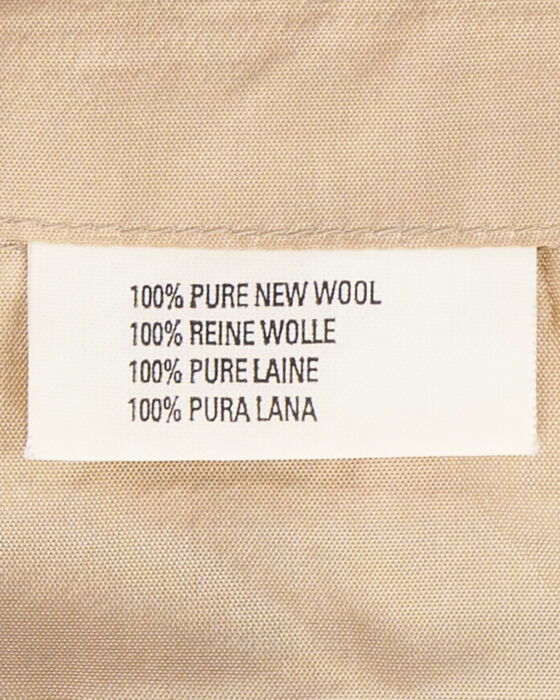 100% PURE NEW WOOL
100% REINE WOLLE
100% PURE LAINE
100% PURA LANA